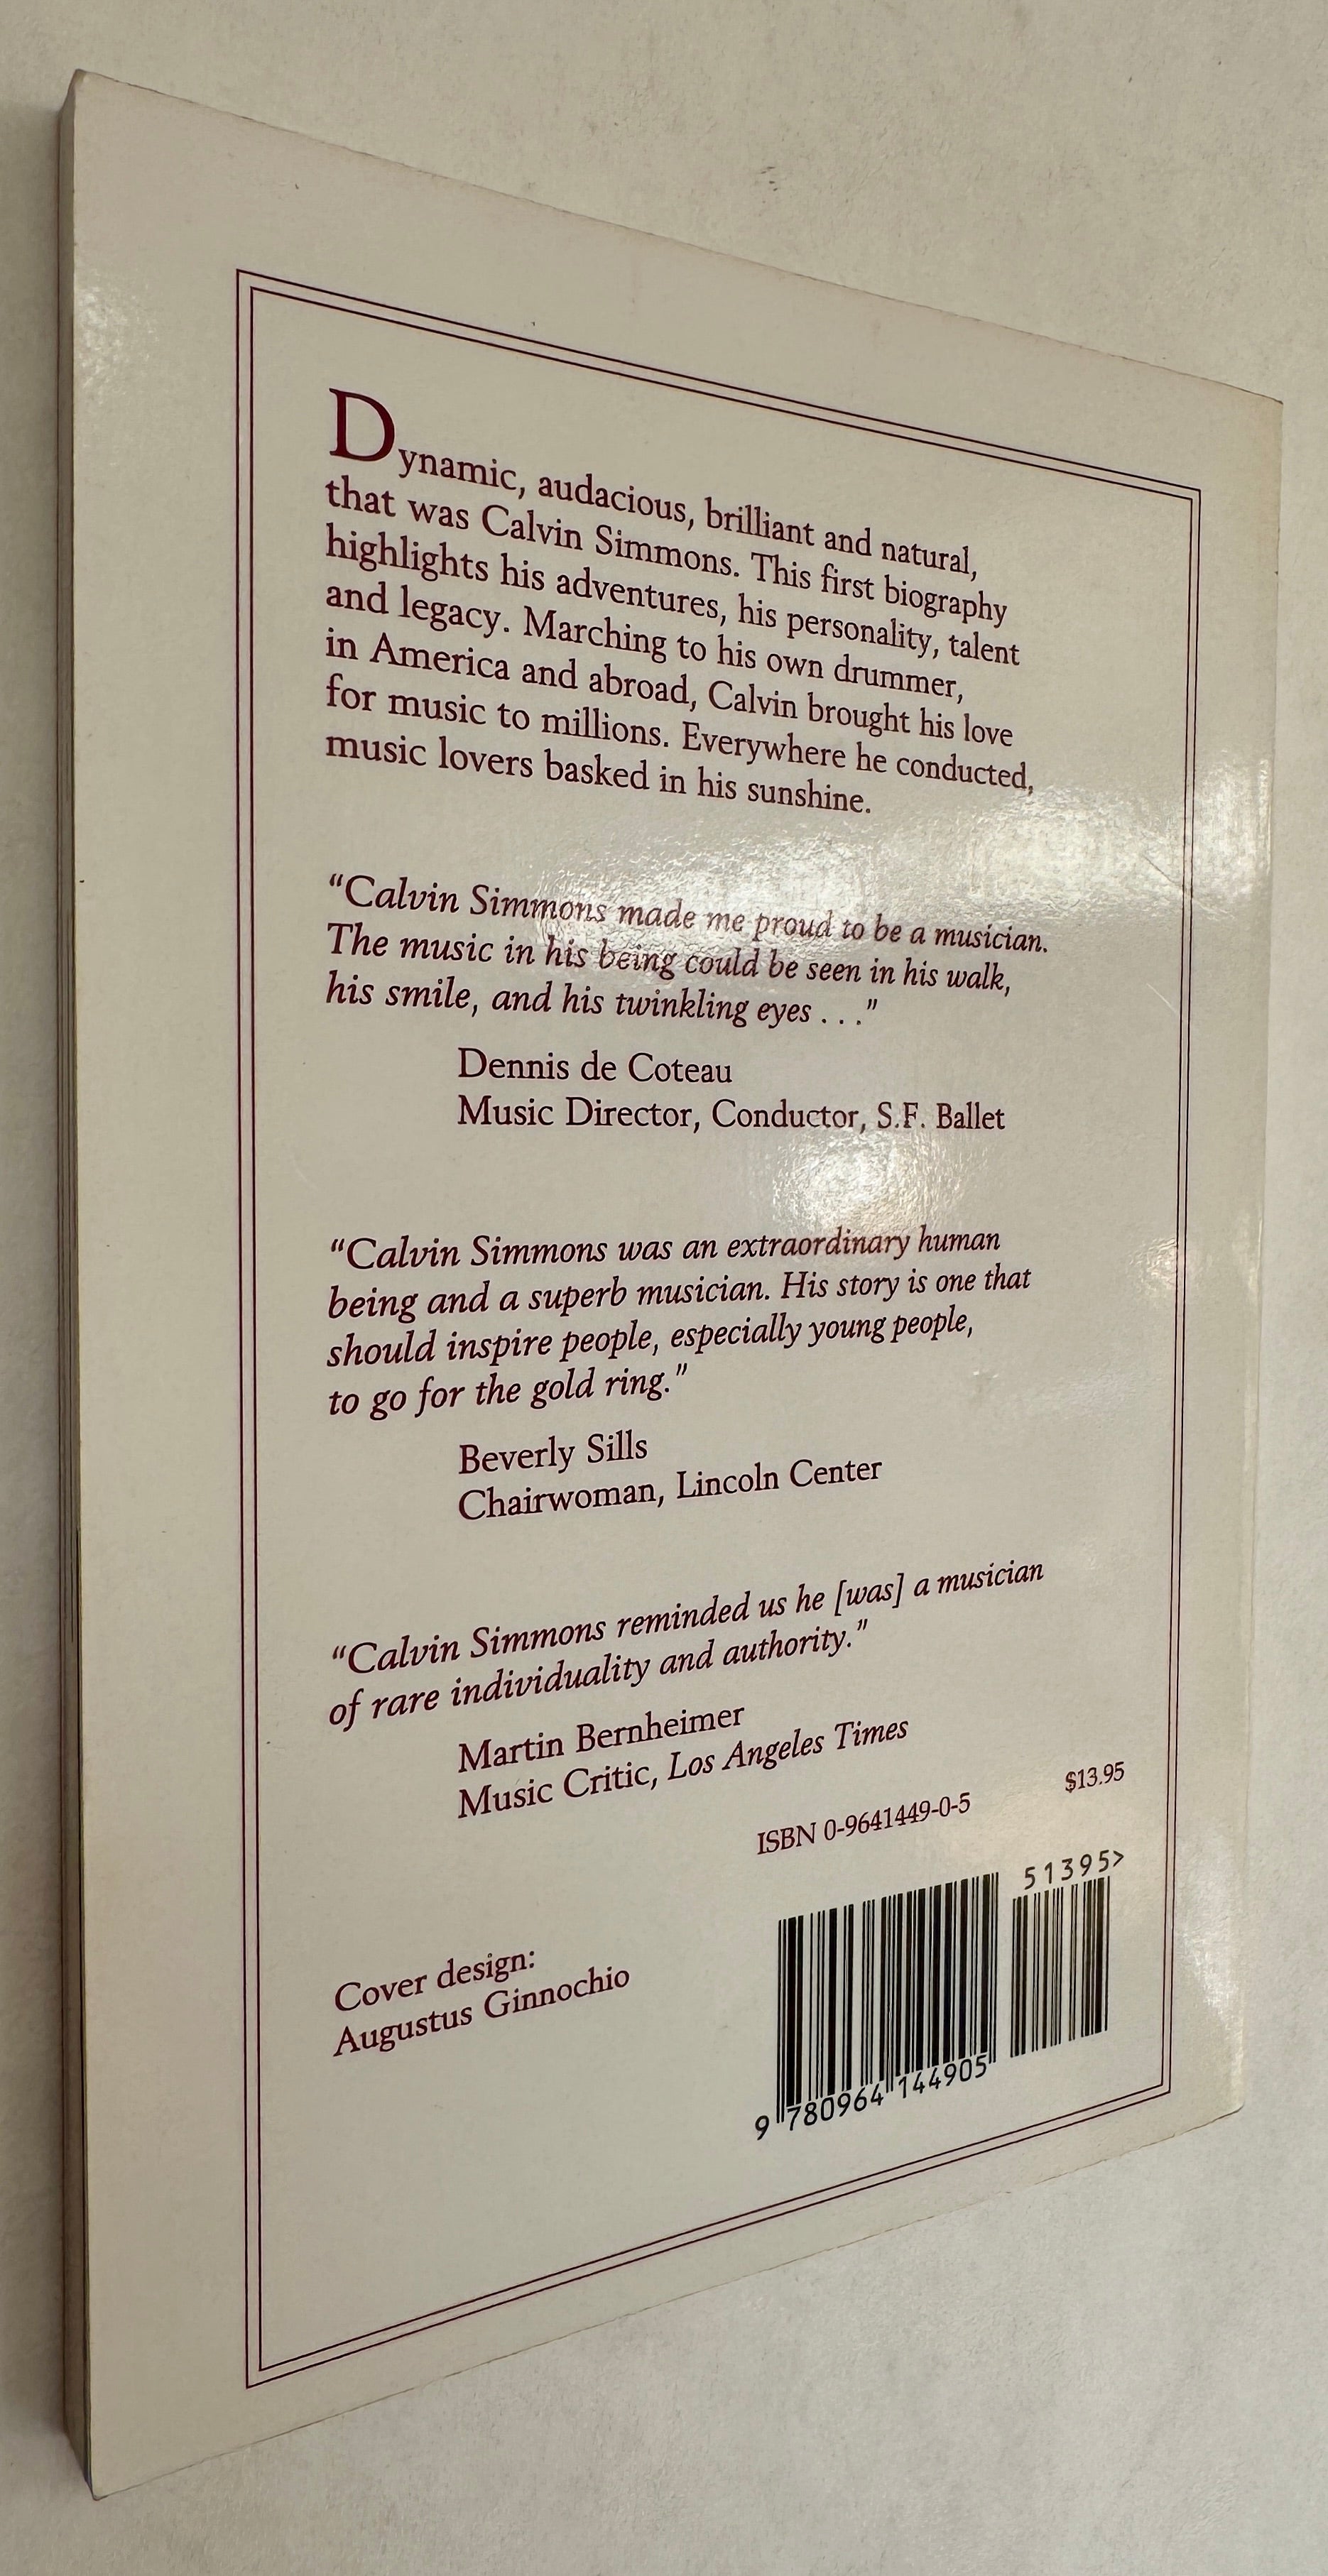 Dynamic, audacious, brilliant and natural,
that was Calvin Simmons. This first biography
highlights his adventures, his personality, talent
and legacy. Marching to his own drummer,
in America and abroad, Calvin brought his love
for music to millions. Everywhere he conducted,
music lovers basked in his sunshine.
“Calvin Simmons made me proud to be a musician.
The music in his being could be seen in his walk,
his smile, and his twinkling eyes . . .”
Dennis de Coteau
Music Director, Conductor, S.F. Ballet
“Calvin Simmons was an extraordinary human
being and a superb musician. His story is one that
should inspire people, especially young people,
to go for the gold ring.”
Beverly Sills
Chairwoman, Lincoln Center
“Calvin Simmons reminded us he [was] a musician
of rare individuality and authority.”
Martin Bernheimer
Music Critic, Los Angeles Times
ISBN 0-9641449-0-5 $13.95
51395>
9 780964 144905
Cover design:
Augustus Ginnochio